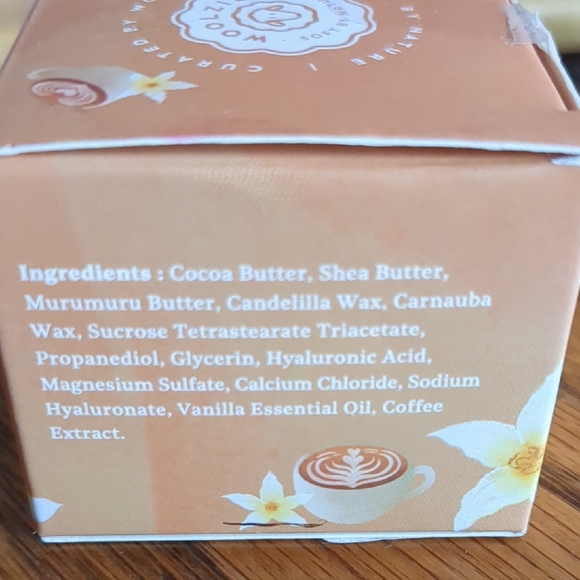 WOOLZI
CURATED BY
BY NATURE |
Ingredients : Cocoa Butter, Shea Butter,
Murumuru Butter, Candelilla Wax, Carnauba
Wax, Sucrose Tetrastearate Triacetate,
Propanediol, Glycerin, Hyaluronic Acid,
Magnesium Sulfate, Calcium Chloride, Sodium
Hyaluronate, Vanilla Essential Oil, Coffee
Extract.